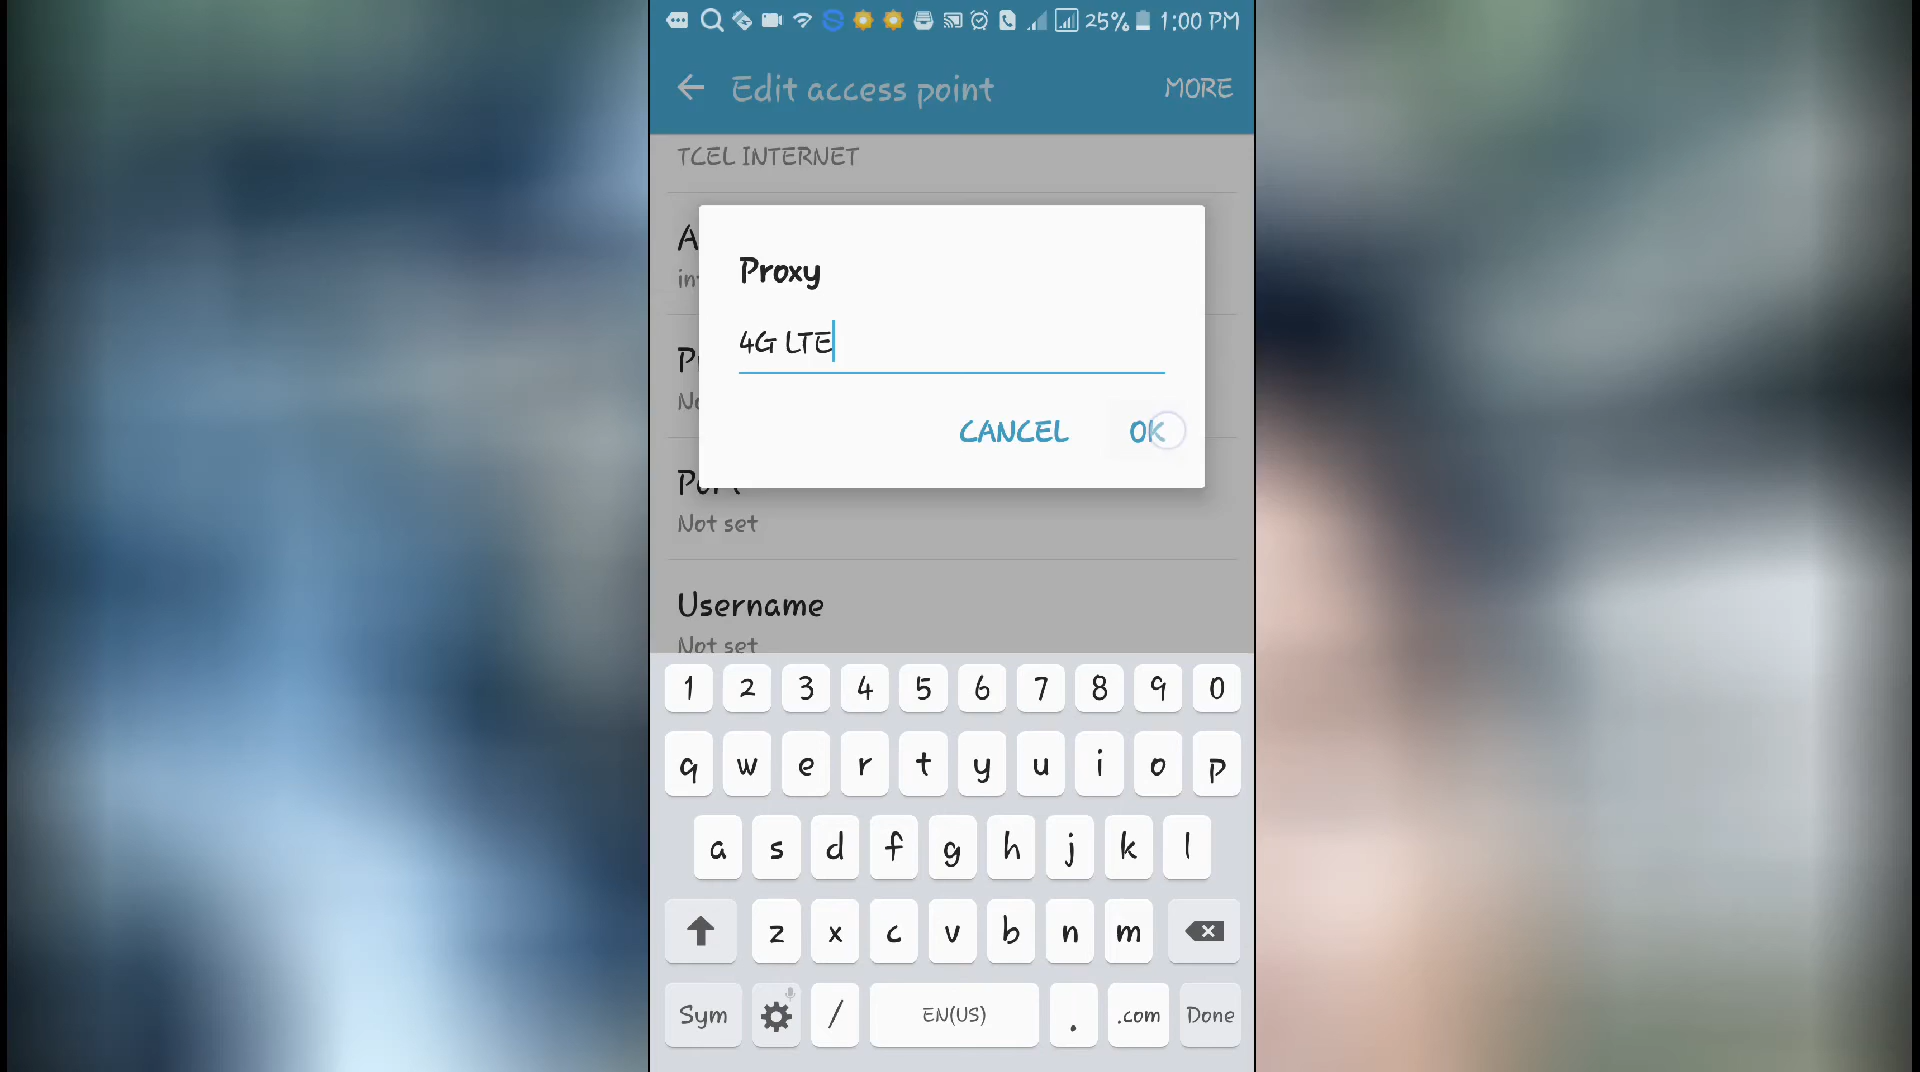 25% 1:00 PM
Edit access point MORE
TCEL INTERNET
Proxy
4G LTE
CANCEL OK
Port
Not set
Username
Not set
1 2 3 4 5 6 7 8 9 0
q w e r t y u i o p
a s d f g h j k l
z x c v b n m
Sym / EN(US) . .com Done